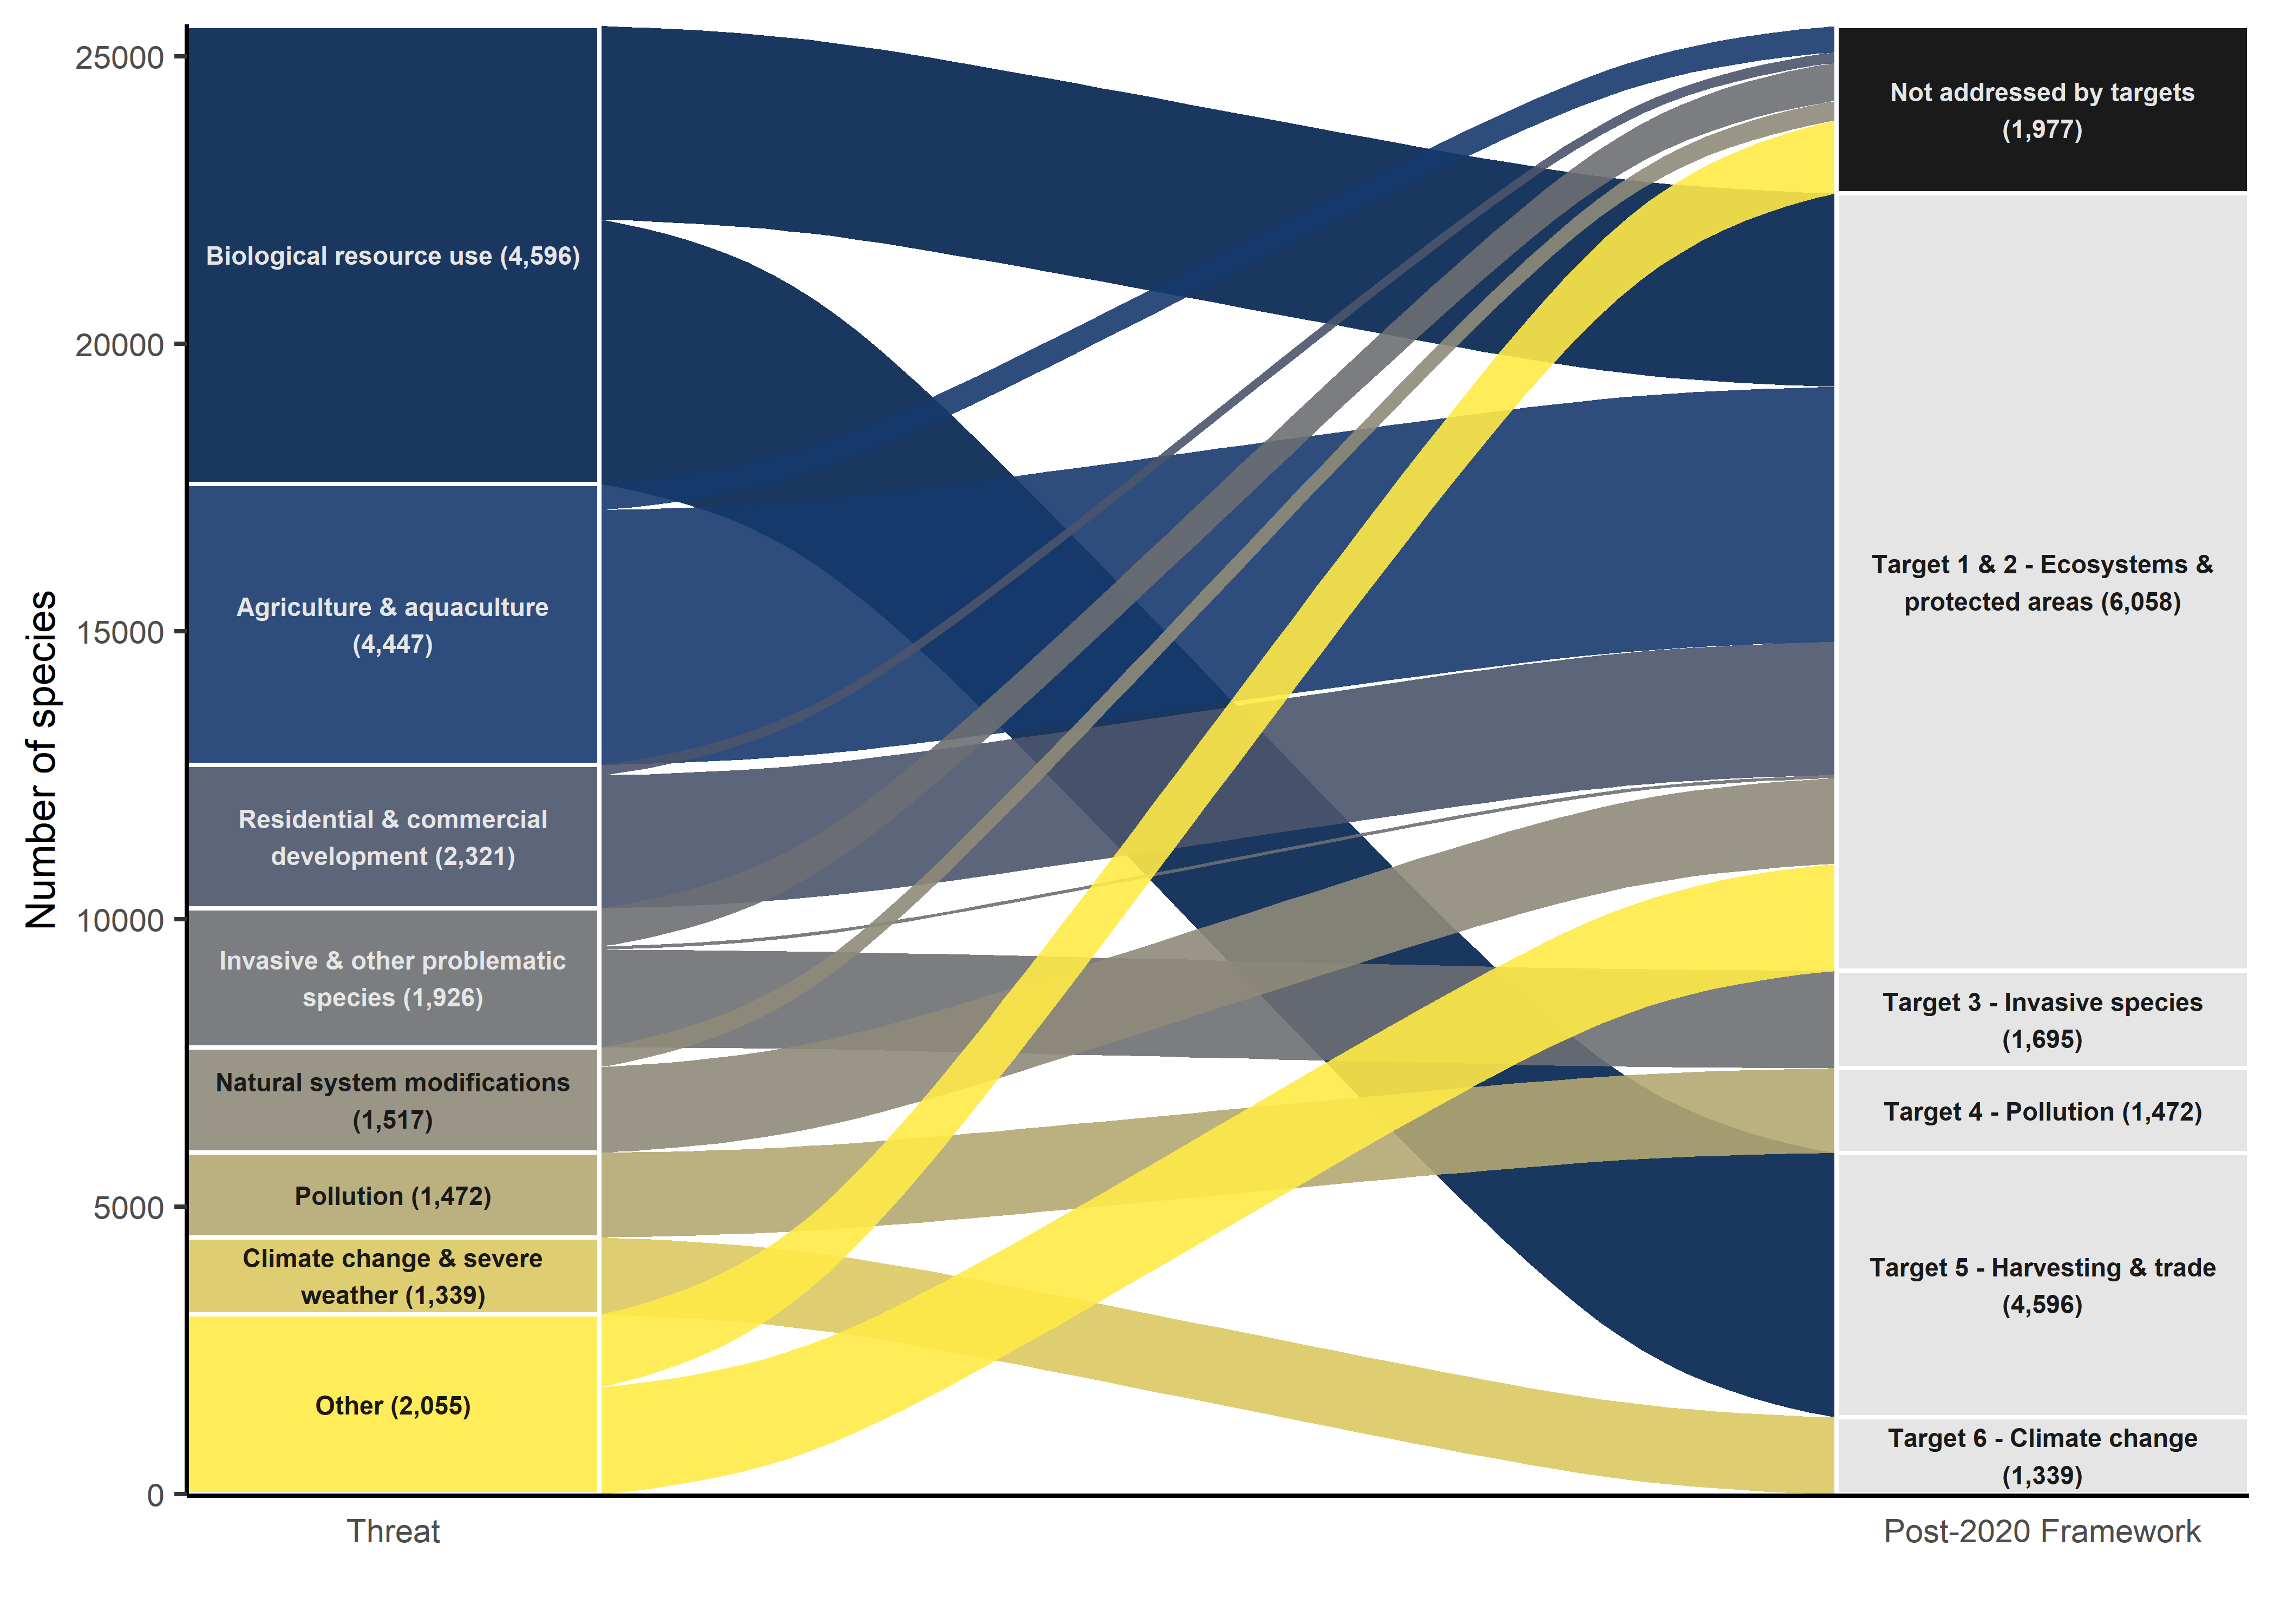 Number of species
25000
20000
15000
10000
5000
0
Biological resource use (4,596)
Agriculture & aquaculture
(4,447)
Residential & commercial
development (2,321)
Invasive & other problematic
species (1,926)
Natural system modifications
(1,517)
Pollution (1,472)
Climate change & severe
weather (1,339)
Other (2,055)
Not addressed by targets
(1,977)
Target 1 & 2 - Ecosystems &
protected areas (6,058)
Target 3 - Invasive species
(1,695)
Target 4 - Pollution (1,472)
Target 5 - Harvesting & trade
(4,596)
Target 6 - Climate change
(1,339)
Threat
Post-2020 Framework